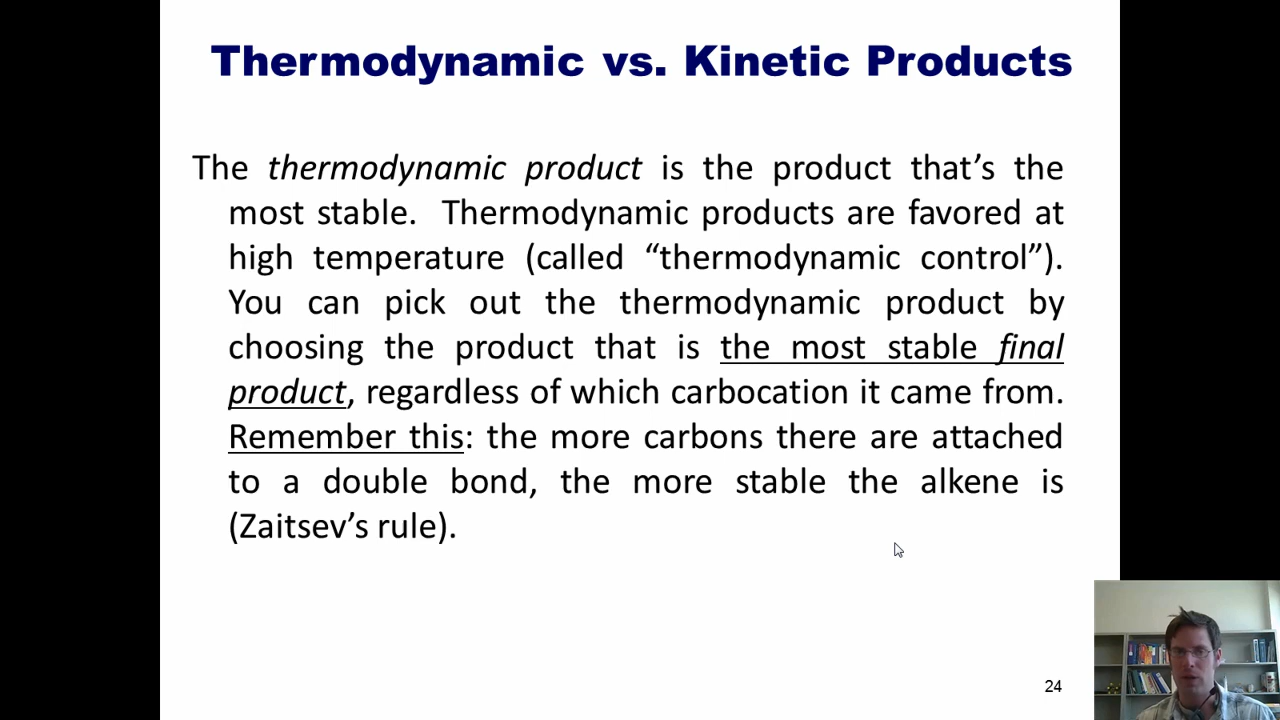 Thermodynamic vs. Kinetic Products
The thermodynamic product is the product that’s the
most stable. Thermodynamic products are favored at
high temperature (called “thermodynamic control”).
You can pick out the thermodynamic product by
choosing the product that is the most stable final
product, regardless of which carbocation it came from.
Remember this: the more carbons there are attached
to a double bond, the more stable the alkene is
(Zaitsev’s rule).
24